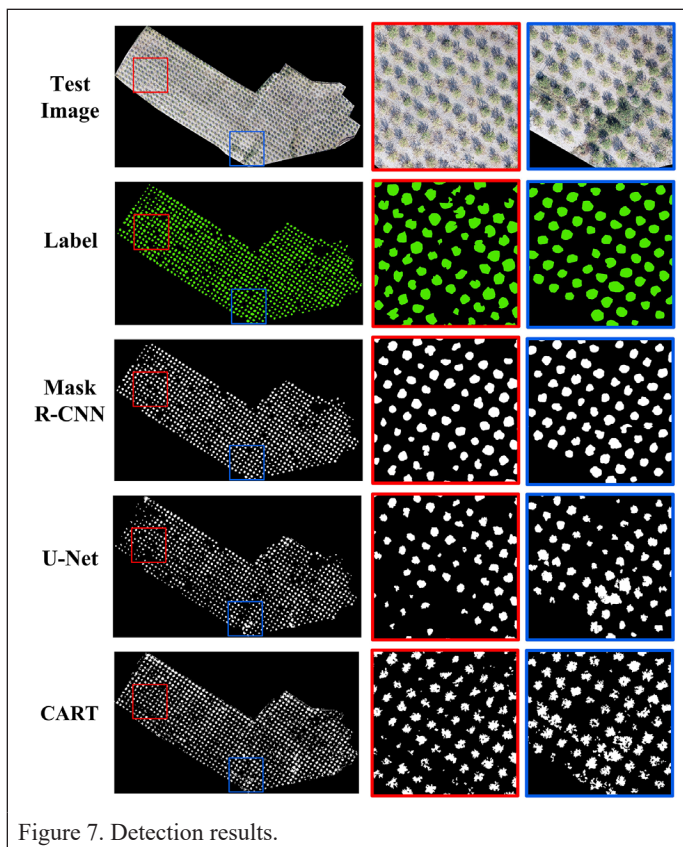 Test
Image
Label
Mask
R-CNN
U-Net
CART
Figure 7. Detection results.